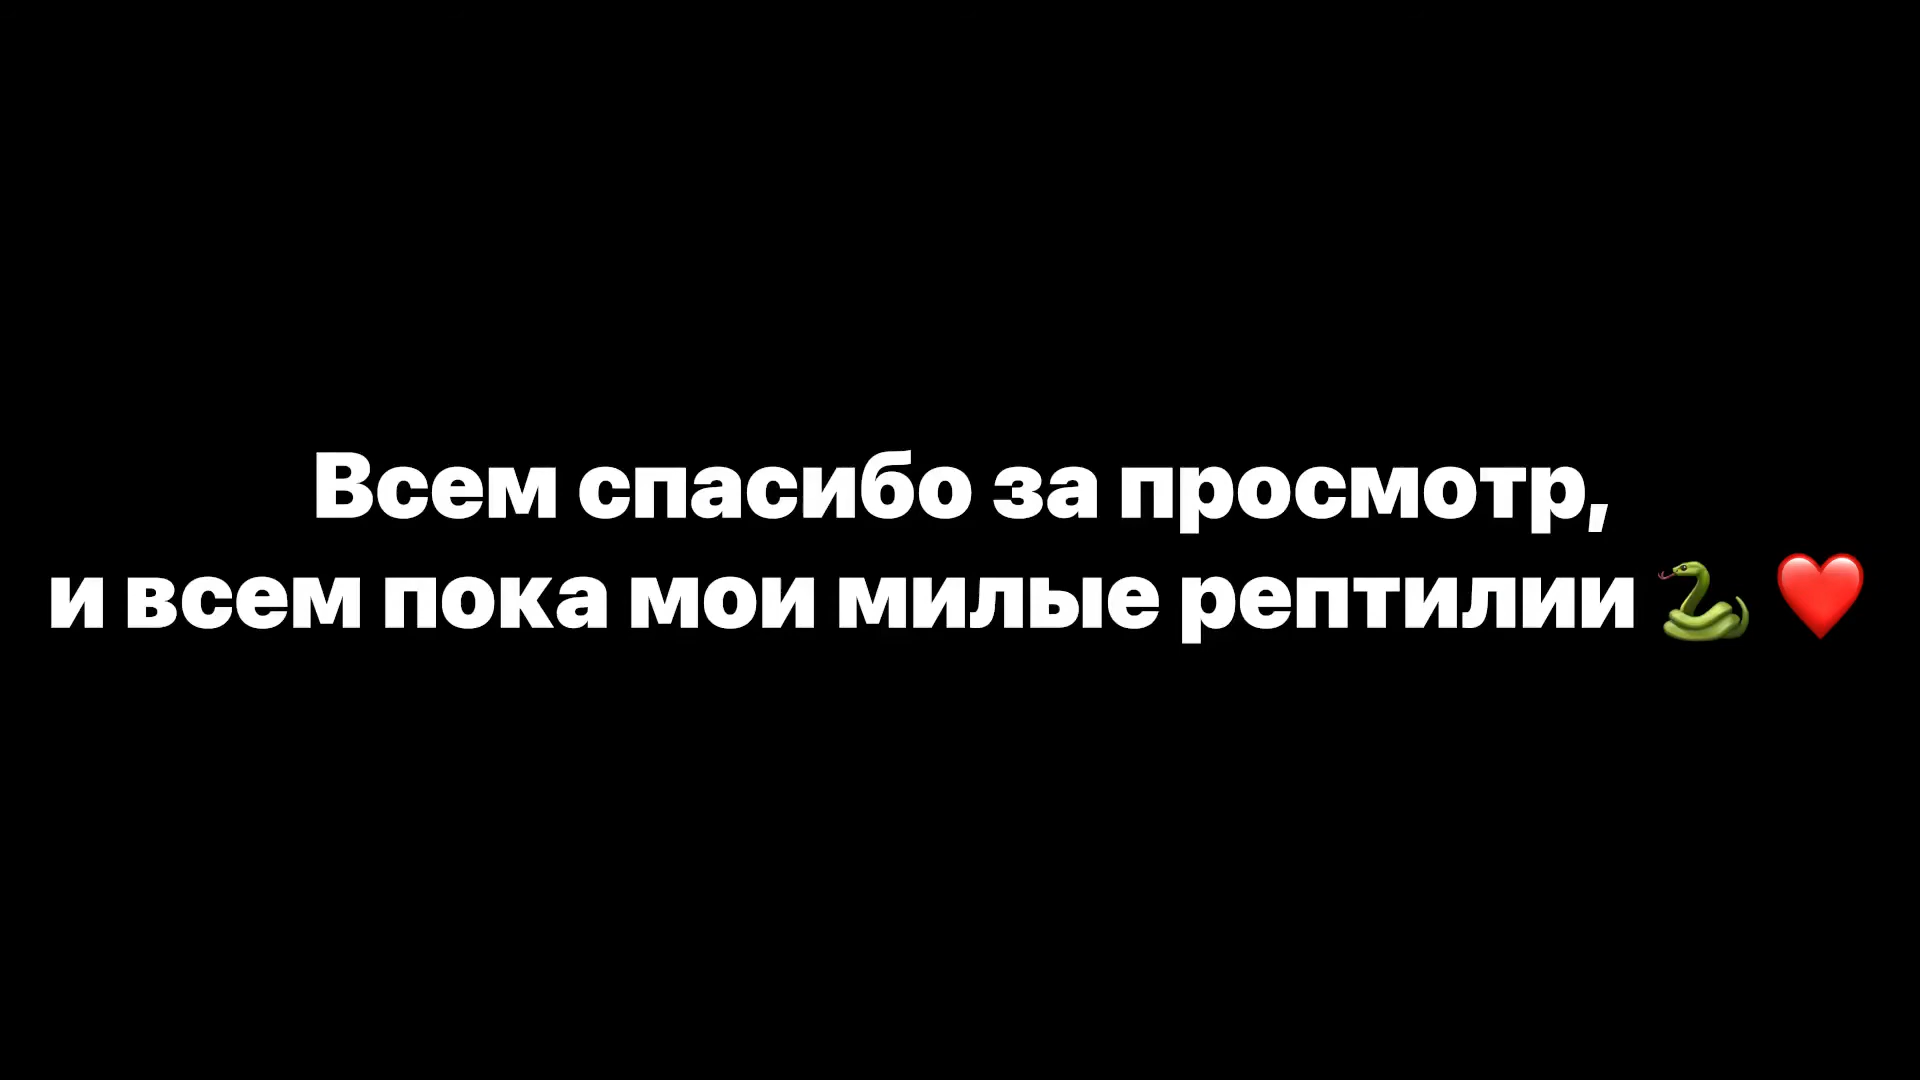 Всем спасибо за просмотр,
и всем пока мои милые рептилии 🐍 ❤️